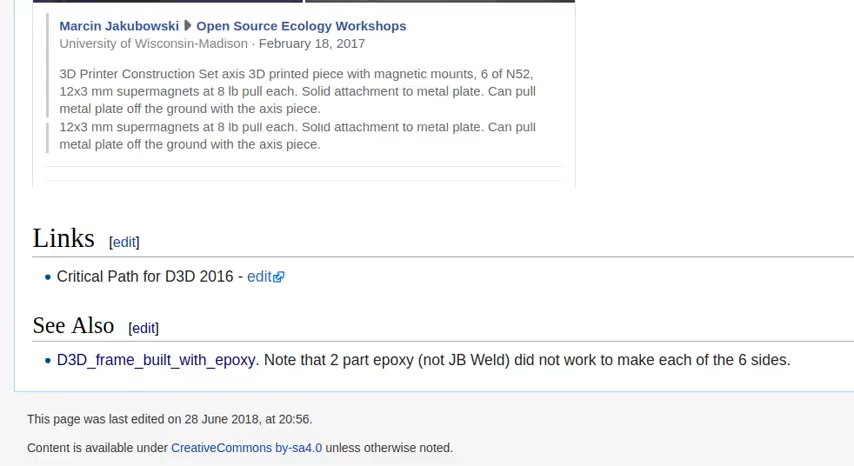 Marcin Jakubowski Open Source Ecology Workshops
University of Wisconsin-Madison · February 18, 2017
3D Printer Construction Set axis 3D printed piece with magnetic mounts, 6 of N52,
12x3 mm supermagnets at 8 lb pull each. Solid attachment to metal plate. Can pull
metal plate off the ground with the axis piece.
12x3 mm supermagnets at 8 lb pull each. Solid attachment to metal plate. Can pull
metal plate off the ground with the axis piece.
Links [edit]
• Critical Path for D3D 2016 - edit
See Also [edit]
• D3D_frame_built_with_epoxy. Note that 2 part epoxy (not JB Weld) did not work to make each of the 6 sides.
This page was last edited on 28 June 2018, at 20:56.
Content is available under CreativeCommons by-sa4.0 unless otherwise noted.